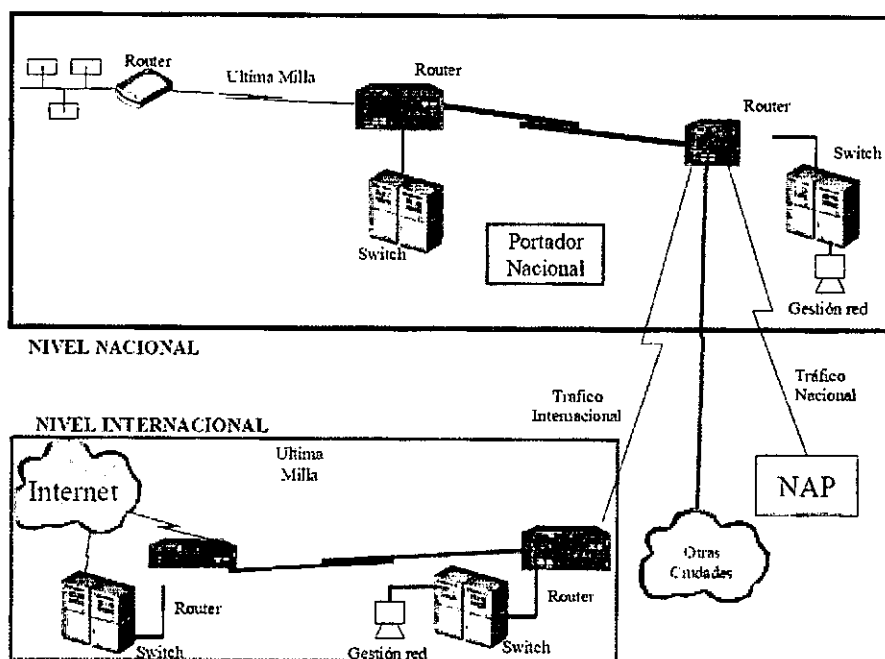 Router
Ultima Milla
Router
Router
Switch
Switch
Portador
Nacional
Gestión red
NIVEL NACIONAL
Trafico
Internacional
Tráfico
Nacional
NIVEL INTERNACIONAL
Ultima
Milla
Internet
NAP
Otras
Ciudades
Router
Router
Switch
Gestión red
Switch